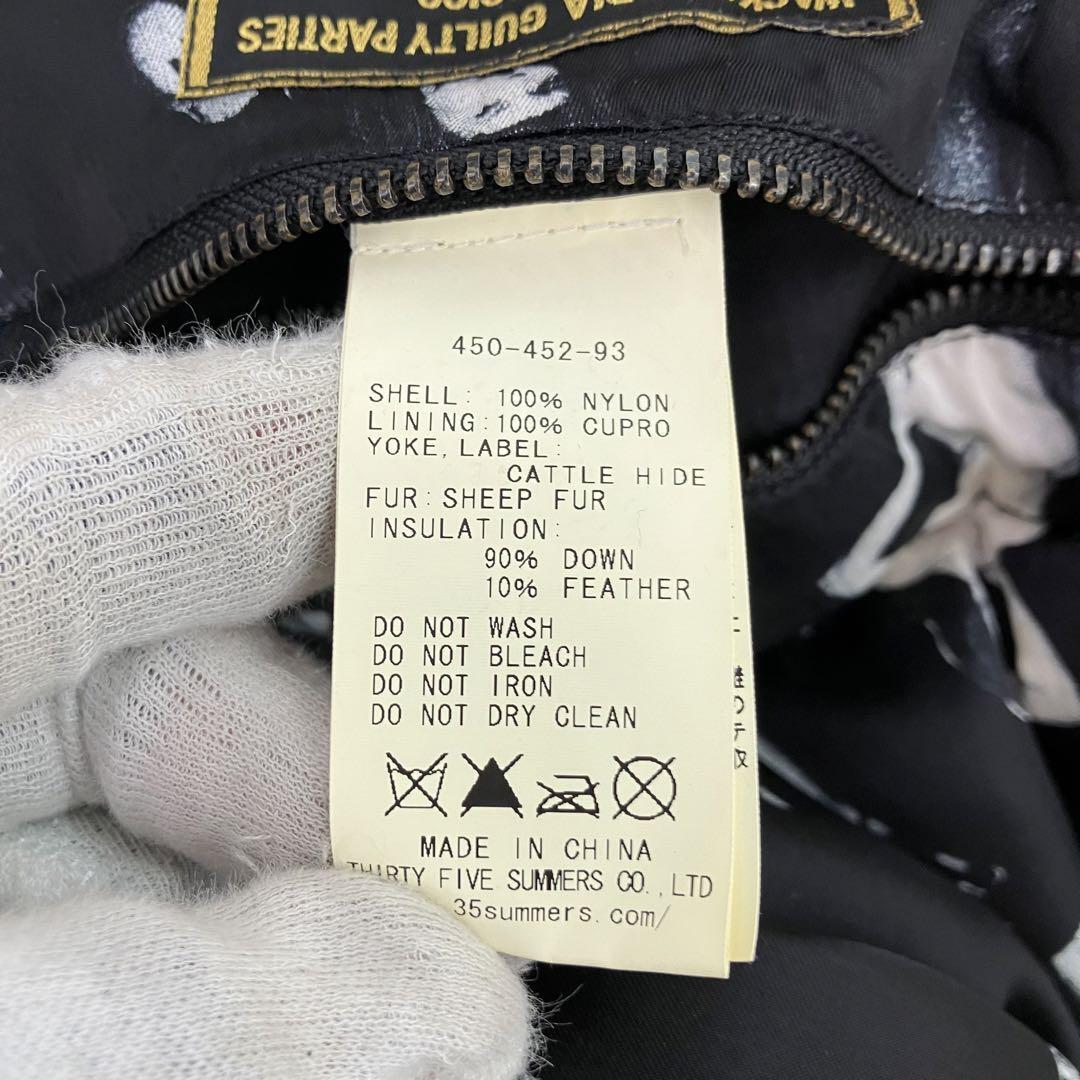 GUILTY PARTIES
450-452-93
SHELL: 100% NYLON
LINING:100% CUPRO
YOKE, LABEL:
CATTLE HIDE
FUR:SHEEP FUR
INSULATION:
90% DOWN
10% FEATHER
DO NOT WASH
DO NOT BLEACH
DO NOT IRON
DO NOT DRY CLEAN
MADE IN CHINA
THIRTY FIVE SUMMERS CO., LTD
35summers.com/